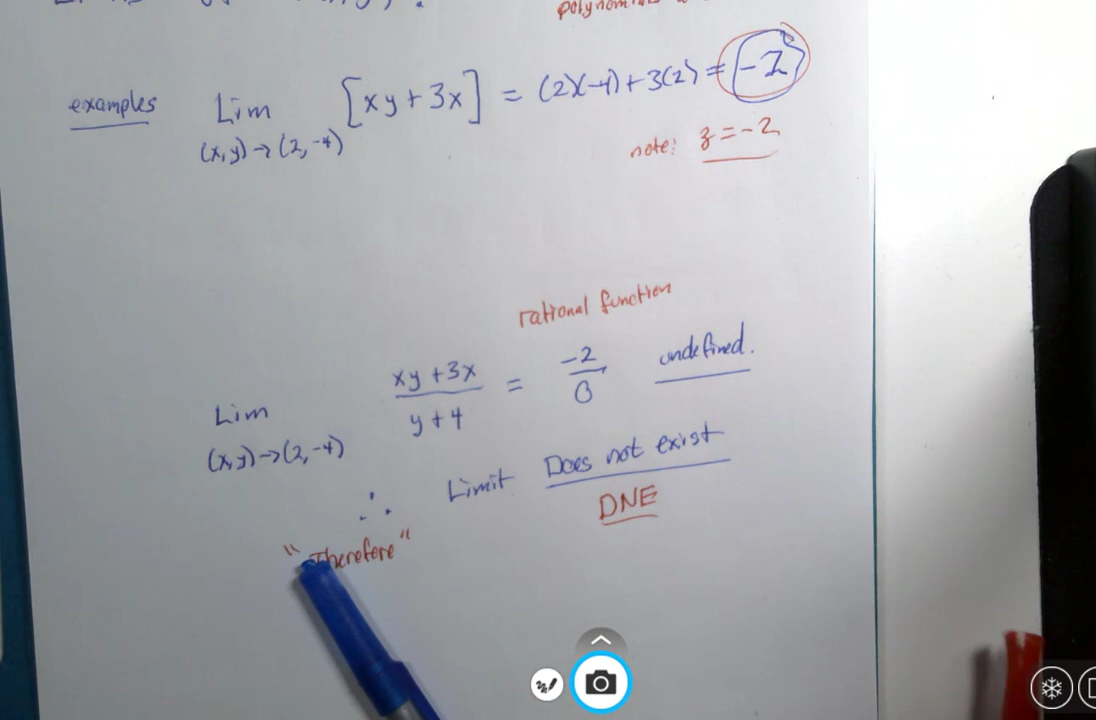 examples Lim [xy + 3x] = (2)(-4) + 3(2) = -2
(x,y) → (2,-4)
note: z = -2
rational function
Lim xy + 3x / y + 4 = -2 / 0 undefined.
(x,y) → (2,-4)
∴ Limit Does not exist
DNE
"Therefore"